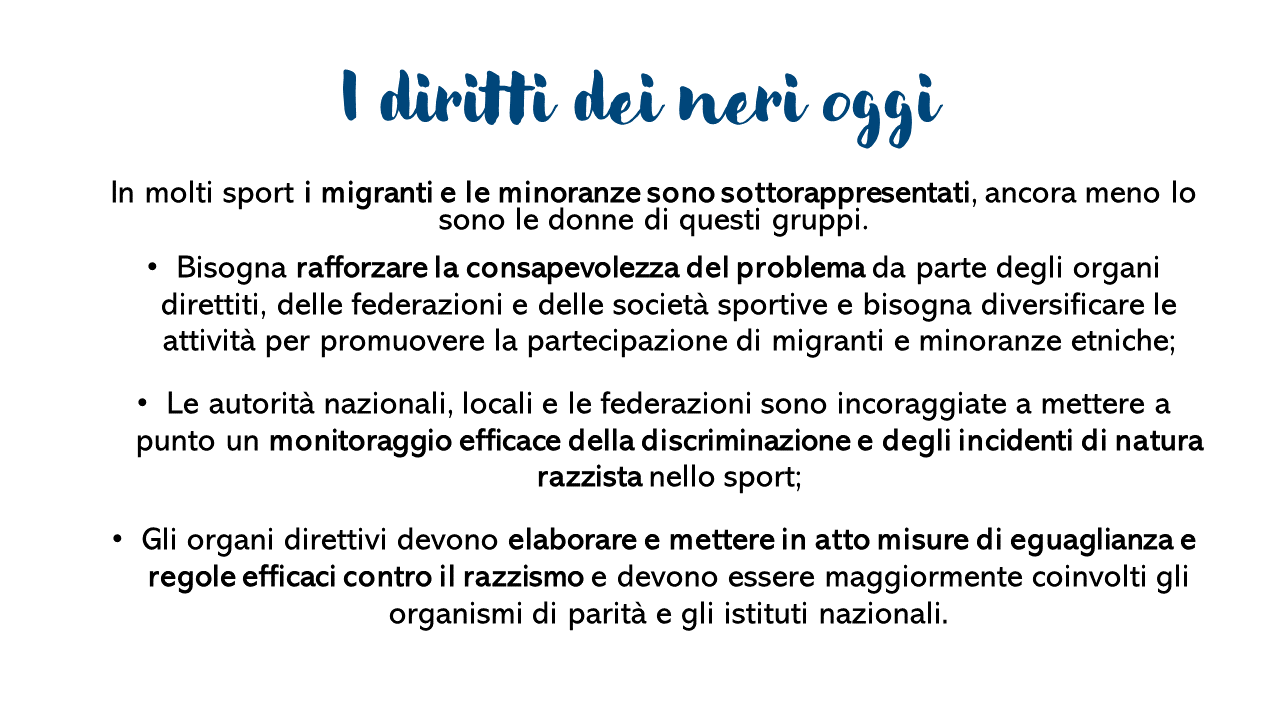 I diritti dei neri oggi
In molti sport i migranti e le minoranze sono sottorappresentati, ancora meno lo
sono le donne di questi gruppi.
• Bisogna rafforzare la consapevolezza del problema da parte degli organi
direttiti, delle federazioni e delle società sportive e bisogna diversificare le
attività per promuovere la partecipazione di migranti e minoranze etniche;
• Le autorità nazionali, locali e le federazioni sono incoraggiate a mettere a
punto un monitoraggio efficace della discriminazione e degli incidenti di natura
razzista nello sport;
• Gli organi direttivi devono elaborare e mettere in atto misure di eguaglianza e
regole efficaci contro il razzismo e devono essere maggiormente coinvolti gli
organismi di parità e gli istituti nazionali.